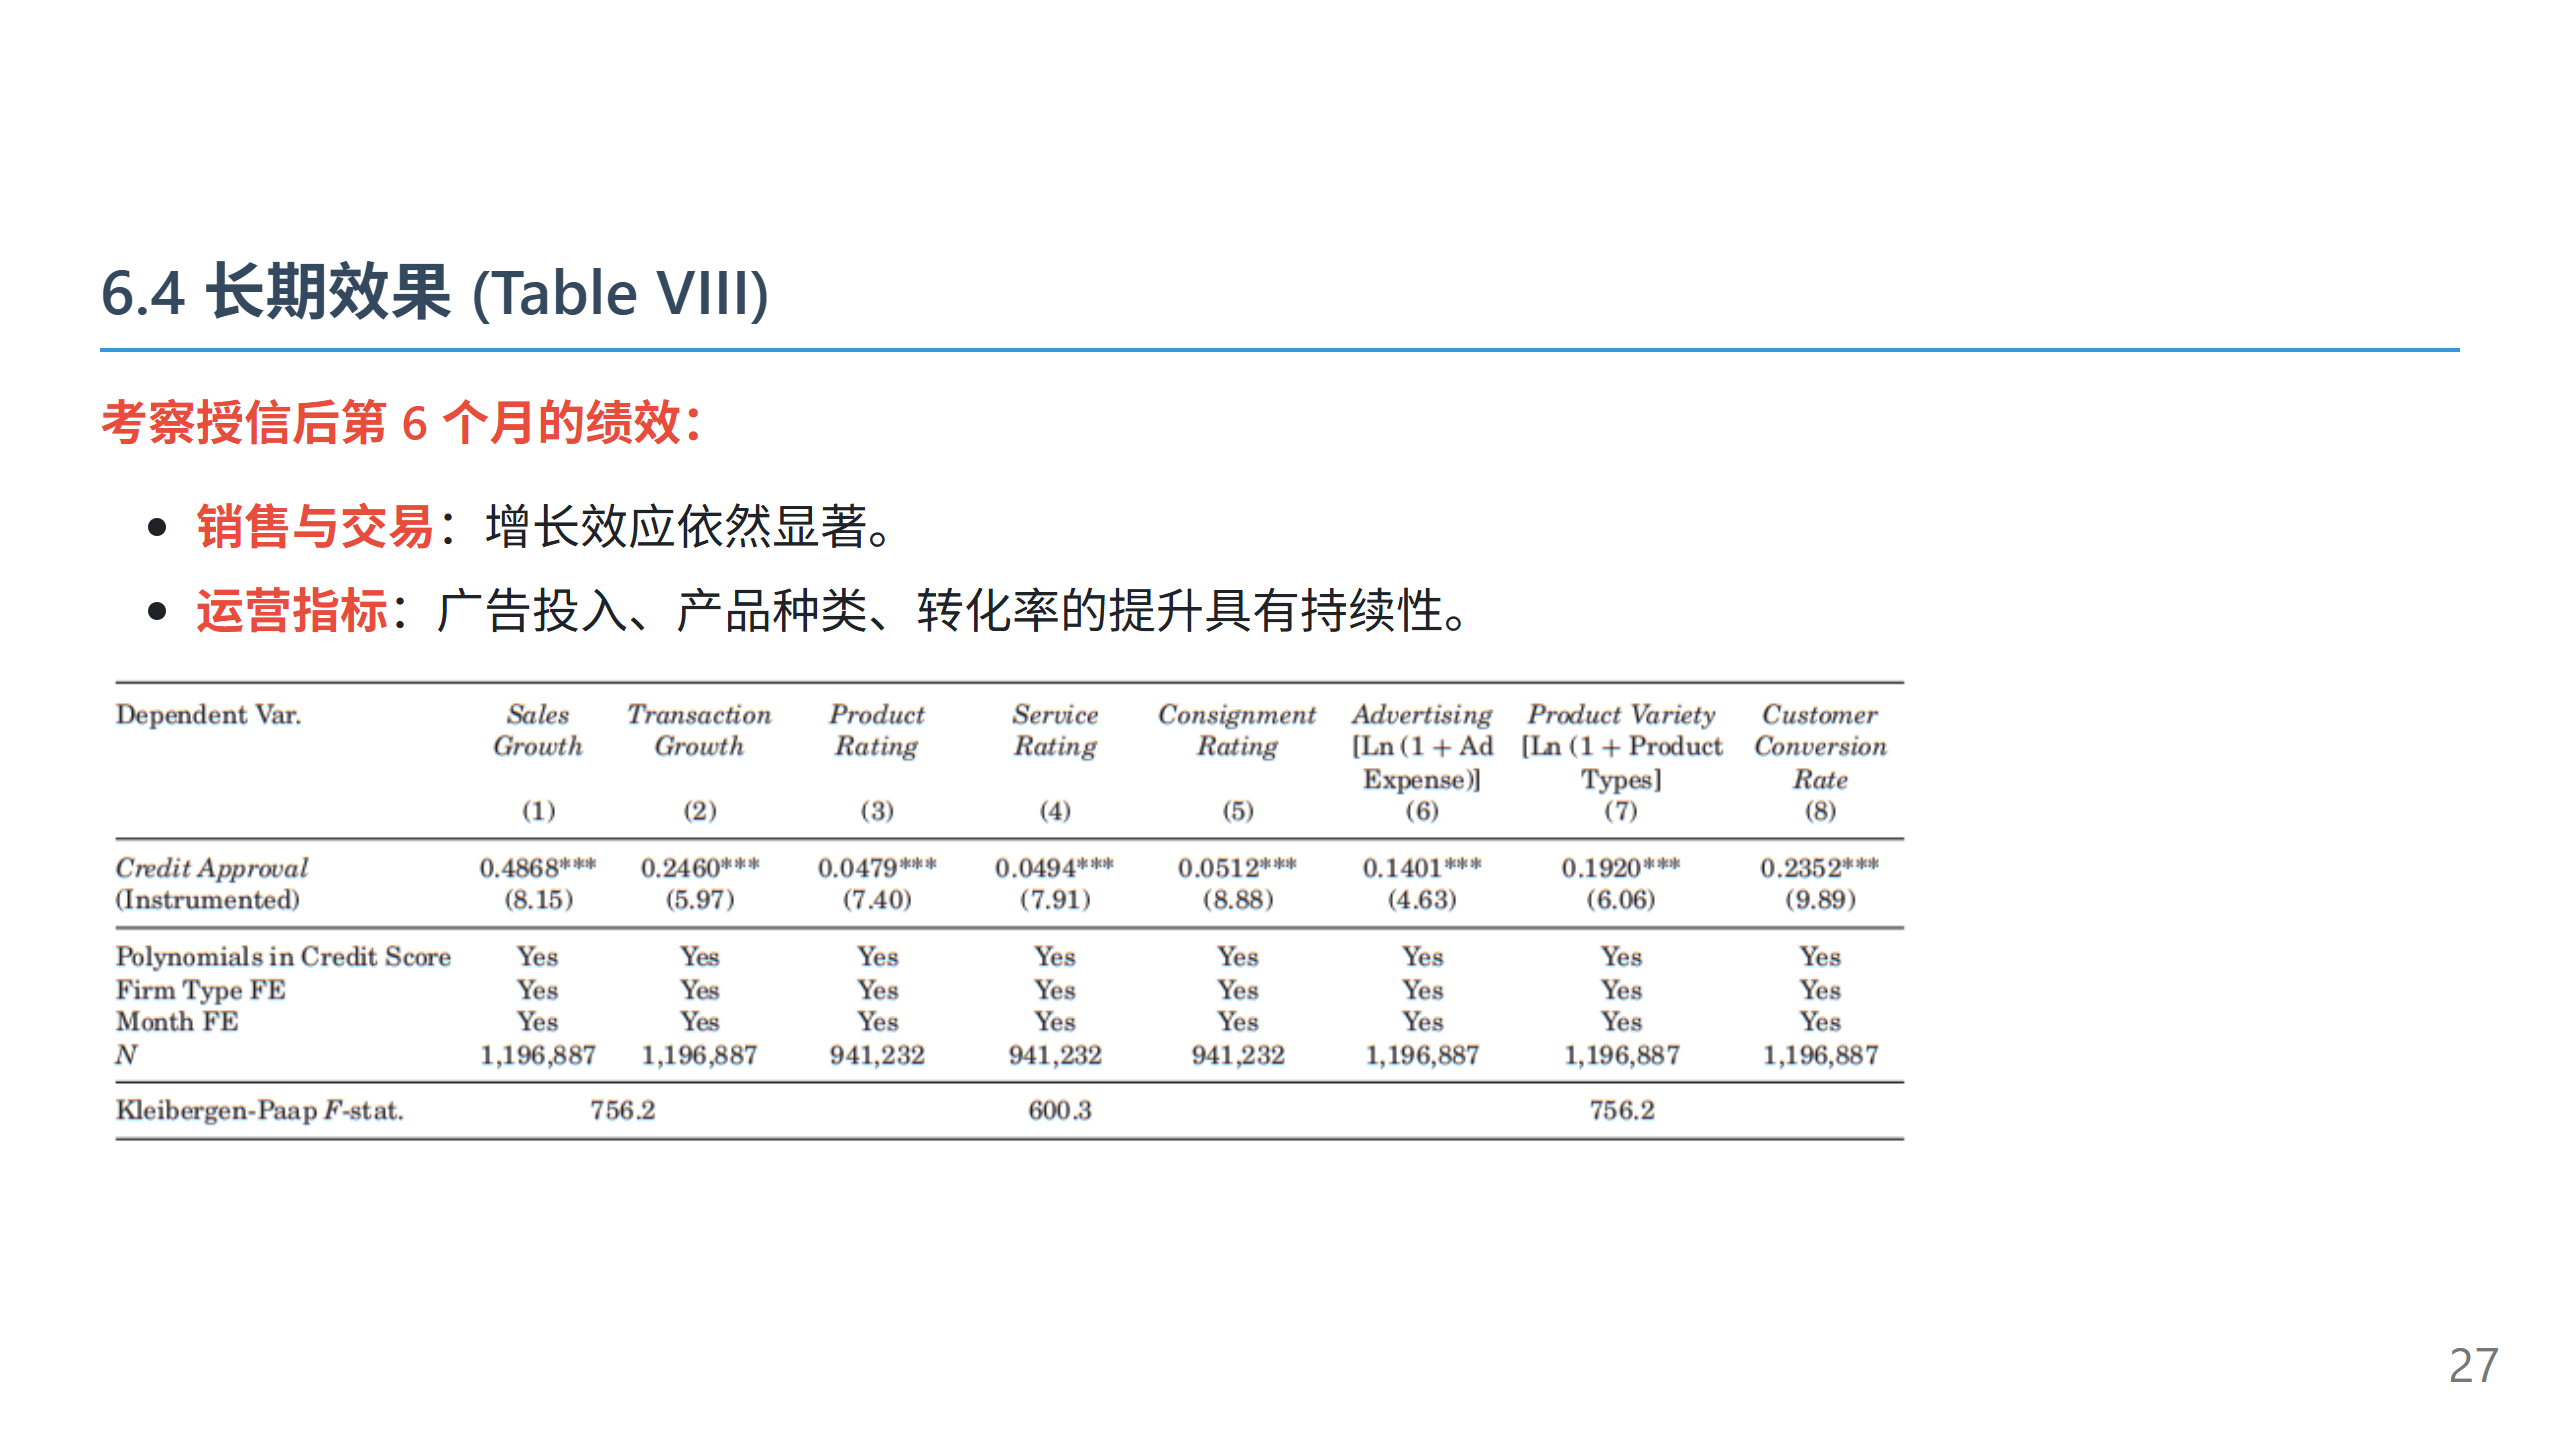 6.4 长期效果 (Table VIII)
考察授信后第 6 个月的绩效：
• 销售与交易：增长效应依然显著。
• 运营指标：广告投入、产品种类、转化率的提升具有持续性。
Dependent Var. Sales Transaction Product Service Consignment Advertising Product Variety Customer
Growth Growth Rating Rating Rating [Ln (1 + Ad [Ln (1 + Product Conversion
Expense)] Types] Rate
(1) (2) (3) (4) (5) (6) (7) (8)
Credit Approval 0.4868*** 0.2460*** 0.0479*** 0.0494*** 0.0512*** 0.1401*** 0.1920*** 0.2352***
(Instrumented) (8.15) (5.97) (7.40) (7.91) (8.88) (4.63) (6.06) (9.89)
Polynomials in Credit Score Yes Yes Yes Yes Yes Yes Yes Yes
Firm Type FE Yes Yes Yes Yes Yes Yes Yes Yes
Month FE Yes Yes Yes Yes Yes Yes Yes Yes
N 1,196,887 1,196,887 941,232 941,232 941,232 1,196,887 1,196,887 1,196,887
Kleibergen-Paap F-stat. 756.2 600.3 756.2
27